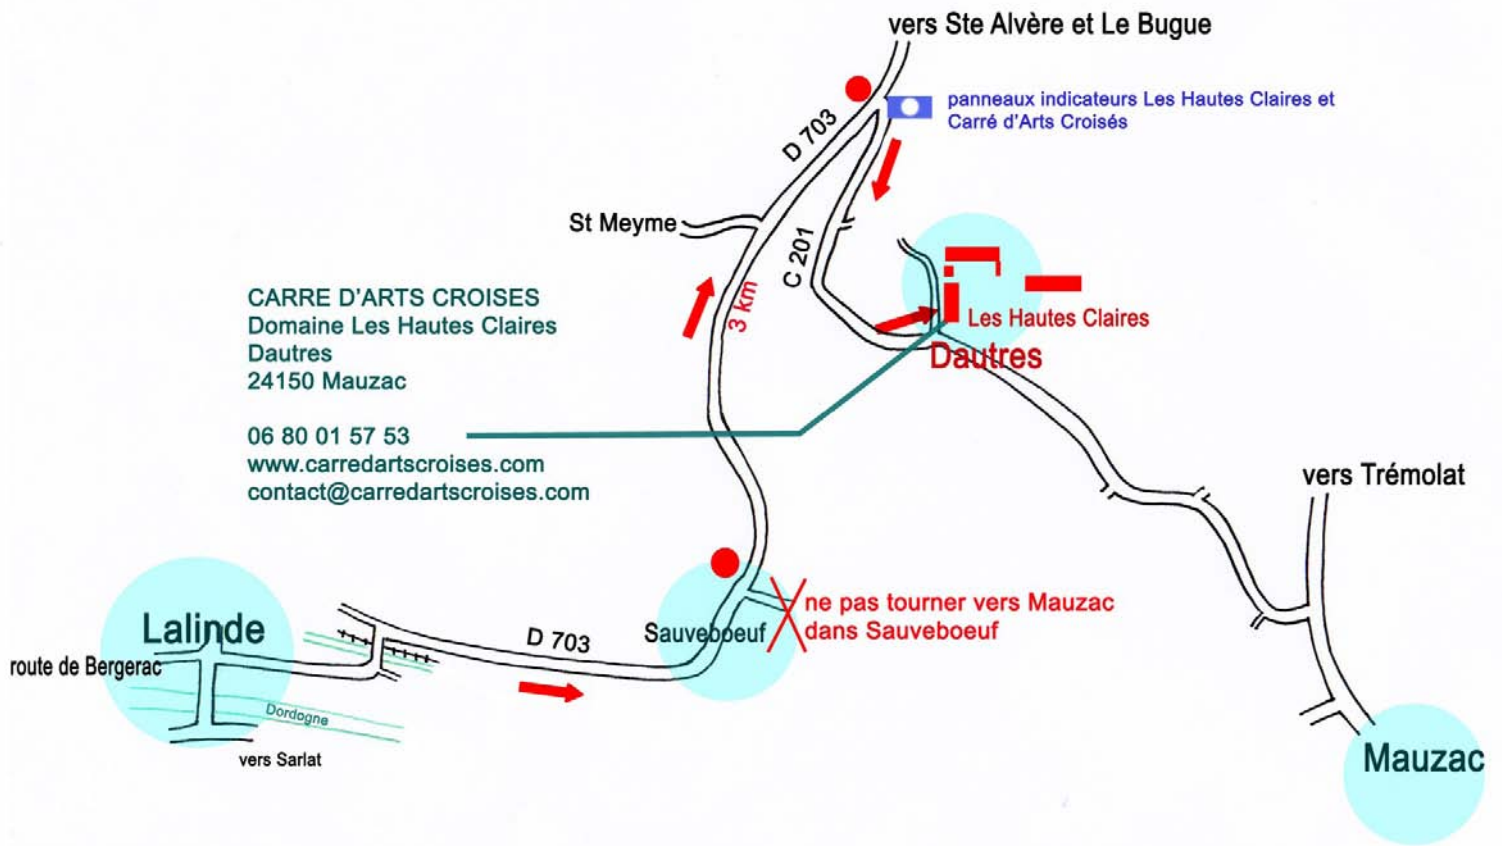 vers Ste Alvère et Le Bugue
panneaux indicateurs Les Hautes Claires et
Carré d'Arts Croisés
D 703
St Meyme
C 201
3 km
CARRE D'ARTS CROISES
Domaine Les Hautes Claires
Dautres
24150 Mauzac
06 80 01 57 53
www.carredartscroises.com
contact@carredartscroises.com
Les Hautes Claires
Dautres
vers Trémolat
ne pas tourner vers Mauzac
dans Sauveboeuf
Sauveboeuf
D 703
Lalinde
route de Bergerac
Dordogne
vers Sarlat
Mauzac